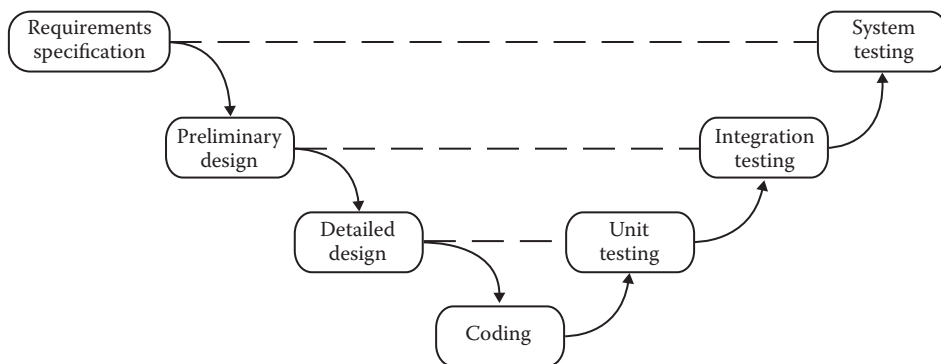 Requirements
specification
System
testing
Preliminary
design
Integration
testing
Detailed
design
Unit
testing
Coding